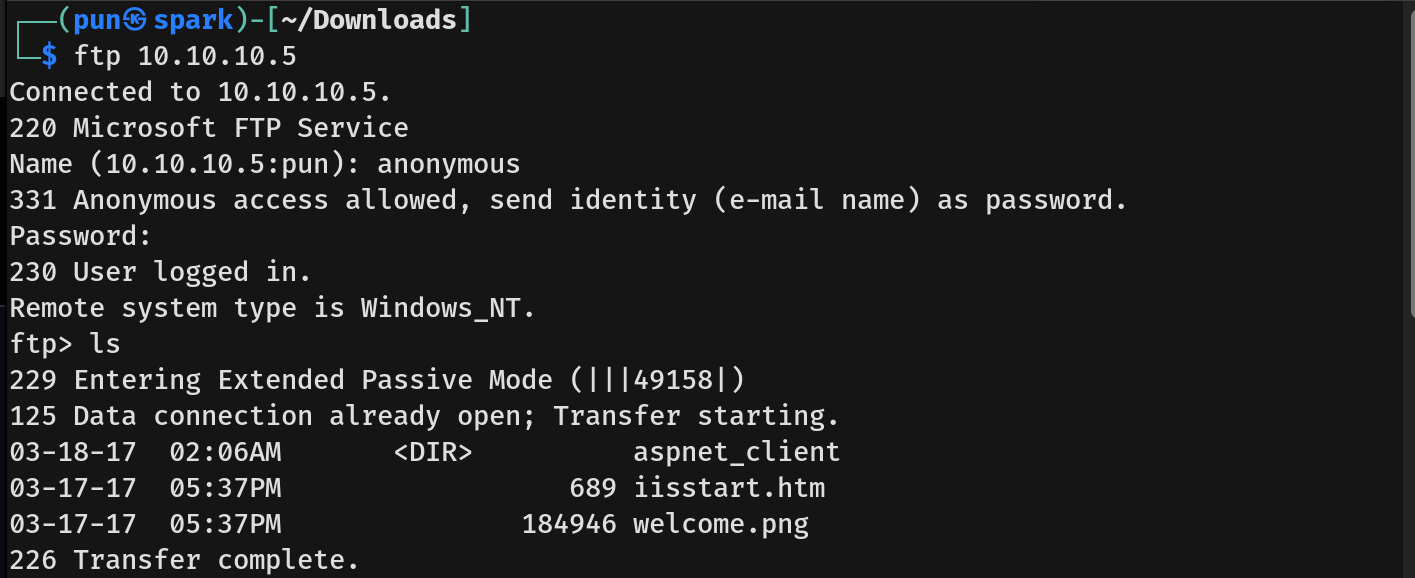 ┌──(pun㉿spark)-[~/Downloads]
└─$ ftp 10.10.10.5
Connected to 10.10.10.5.
220 Microsoft FTP Service
Name (10.10.10.5:pun): anonymous
331 Anonymous access allowed, send identity (e-mail name) as password.
Password:
230 User logged in.
Remote system type is Windows_NT.
ftp> ls
229 Entering Extended Passive Mode (|||49158|)
125 Data connection already open; Transfer starting.
03-18-17  02:06AM       <DIR>          aspnet_client
03-17-17  05:37PM                  689 iisstart.htm
03-17-17  05:37PM               184946 welcome.png
226 Transfer complete.